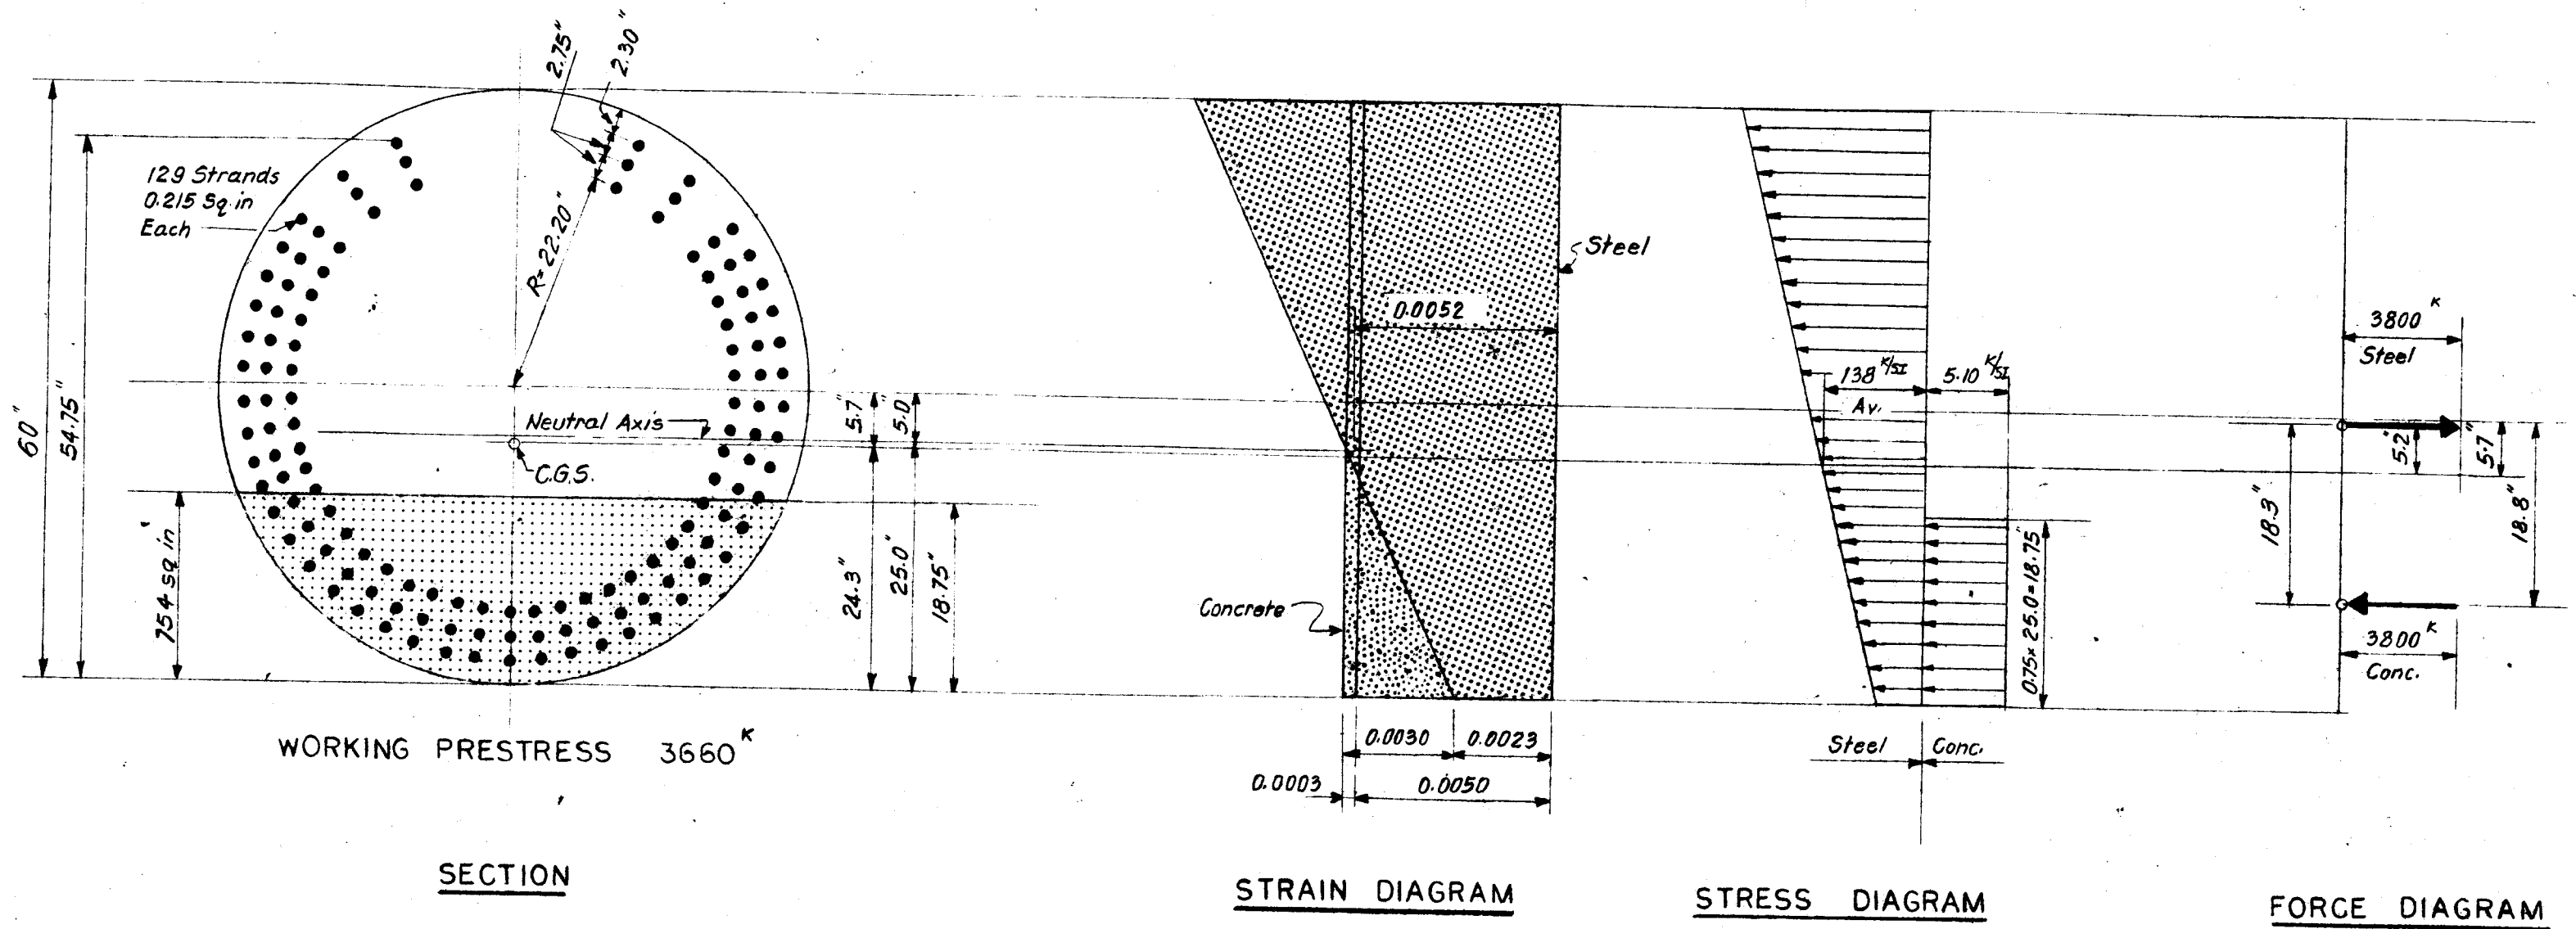 2.75"
2.30"
129 Strands
0.215 Sq. in
Each
60"
54.75"
R=22.20"
Neutral Axis
C.G.S.
5.7"
5.0"
754 sq in
24.3"
25.0"
18.75"
WORKING PRESTRESS 3660K
SECTION
Steel
0.0052
Concrete
0.0030
0.0023
0.0003
0.0050
STRAIN DIAGRAM
138 K/SI
5.10 K/SI
Av.
0.75x25.0=18.75"
Steel
Conc.
STRESS DIAGRAM
3800K
Steel
5.2"
5.7"
18.3"
18.8"
3800K
Conc.
FORCE DIAGRAM